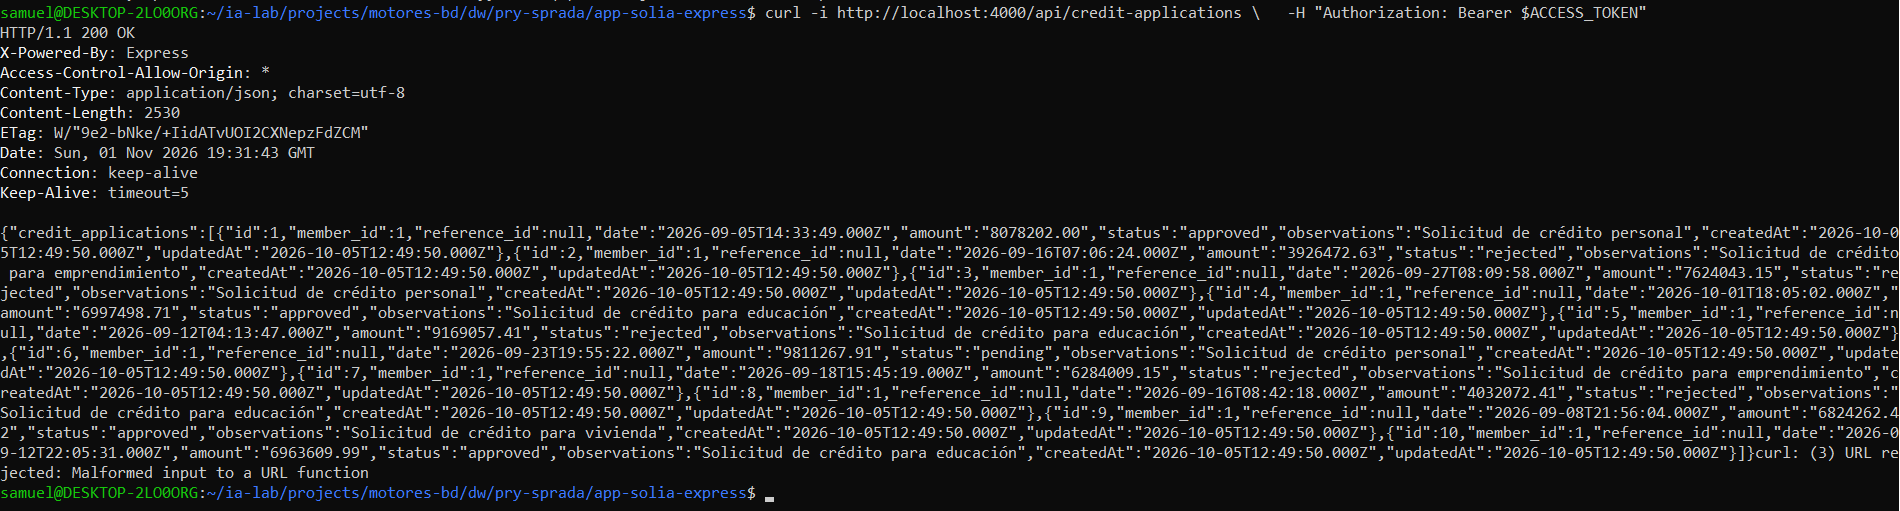 samuel@DESKTOP-2LO0ORG:~/ia-lab/projects/motores-bd/dw/pry-sprada/app-solia-express$ curl -i http://localhost:4000/api/credit-applications \   -H "Authorization: Bearer $ACCESS_TOKEN"
HTTP/1.1 200 OK
X-Powered-By: Express
Access-Control-Allow-Origin: *
Content-Type: application/json; charset=utf-8
Content-Length: 2530
ETag: W/"9e2-bNke/+IidATvUOI2CXNepzFdZCM"
Date: Sun, 01 Nov 2026 19:31:43 GMT
Connection: keep-alive
Keep-Alive: timeout=5

{"credit_applications":[{"id":1,"member_id":1,"reference_id":null,"date":"2026-09-05T14:33:49.000Z","amount":"8078202.00","status":"approved","observations":"Solicitud de crédito personal","createdAt":"2026-10-0
5T12:49:50.000Z","updatedAt":"2026-10-05T12:49:50.000Z"},{"id":2,"member_id":1,"reference_id":null,"date":"2026-09-16T07:06:24.000Z","amount":"3926472.63","status":"rejected","observations":"Solicitud de crédito
 para emprendimiento","createdAt":"2026-10-05T12:49:50.000Z","updatedAt":"2026-10-05T12:49:50.000Z"},{"id":3,"member_id":1,"reference_id":null,"date":"2026-09-27T08:09:58.000Z","amount":"7624043.15","status":"re
jected","observations":"Solicitud de crédito personal","createdAt":"2026-10-05T12:49:50.000Z","updatedAt":"2026-10-05T12:49:50.000Z"},{"id":4,"member_id":1,"reference_id":null,"date":"2026-10-01T18:05:02.000Z","
amount":"6997498.71","status":"approved","observations":"Solicitud de crédito para educación","createdAt":"2026-10-05T12:49:50.000Z","updatedAt":"2026-10-05T12:49:50.000Z"},{"id":5,"member_id":1,"reference_id":n
ull,"date":"2026-09-12T04:13:47.000Z","amount":"9169057.41","status":"rejected","observations":"Solicitud de crédito para educación","createdAt":"2026-10-05T12:49:50.000Z","updatedAt":"2026-10-05T12:49:50.000Z"}
,{"id":6,"member_id":1,"reference_id":null,"date":"2026-09-23T19:55:22.000Z","amount":"9811267.91","status":"pending","observations":"Solicitud de crédito personal","createdAt":"2026-10-05T12:49:50.000Z","update
dAt":"2026-10-05T12:49:50.000Z"},{"id":7,"member_id":1,"reference_id":null,"date":"2026-09-18T15:45:19.000Z","amount":"6284009.15","status":"rejected","observations":"Solicitud de crédito para emprendimiento","c
reatedAt":"2026-10-05T12:49:50.000Z","updatedAt":"2026-10-05T12:49:50.000Z"},{"id":8,"member_id":1,"reference_id":null,"date":"2026-09-16T08:42:18.000Z","amount":"4032072.41","status":"rejected","observations":"
Solicitud de crédito para educación","createdAt":"2026-10-05T12:49:50.000Z","updatedAt":"2026-10-05T12:49:50.000Z"},{"id":9,"member_id":1,"reference_id":null,"date":"2026-09-08T21:56:04.000Z","amount":"6824262.4
2","status":"approved","observations":"Solicitud de crédito para vivienda","createdAt":"2026-10-05T12:49:50.000Z","updatedAt":"2026-10-05T12:49:50.000Z"},{"id":10,"member_id":1,"reference_id":null,"date":"2026-0
9-12T22:05:31.000Z","amount":"6963609.99","status":"approved","observations":"Solicitud de crédito para educación","createdAt":"2026-10-05T12:49:50.000Z","updatedAt":"2026-10-05T12:49:50.000Z"}]}curl: (3) URL re
jected: Malformed input to a URL function
samuel@DESKTOP-2LO0ORG:~/ia-lab/projects/motores-bd/dw/pry-sprada/app-solia-express$